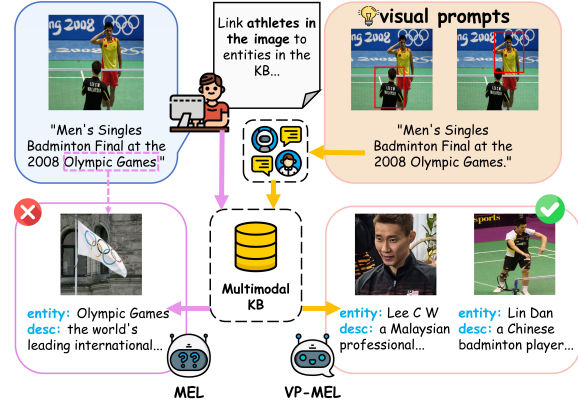 Link athletes in
the image to
entities in the
KB...
visual prompts
"Men's Singles
Badminton Final at the
2008 Olympic Games."
"Men's Singles
Badminton Final at the
2008 Olympic Games."
Multimodal
KB
entity: Olympic Games
desc: the world's
leading international...
entity: Lee C W
desc: a Malaysian
professional...
entity: Lin Dan
desc: a Chinese
badminton player...
??
MEL
VP-MEL